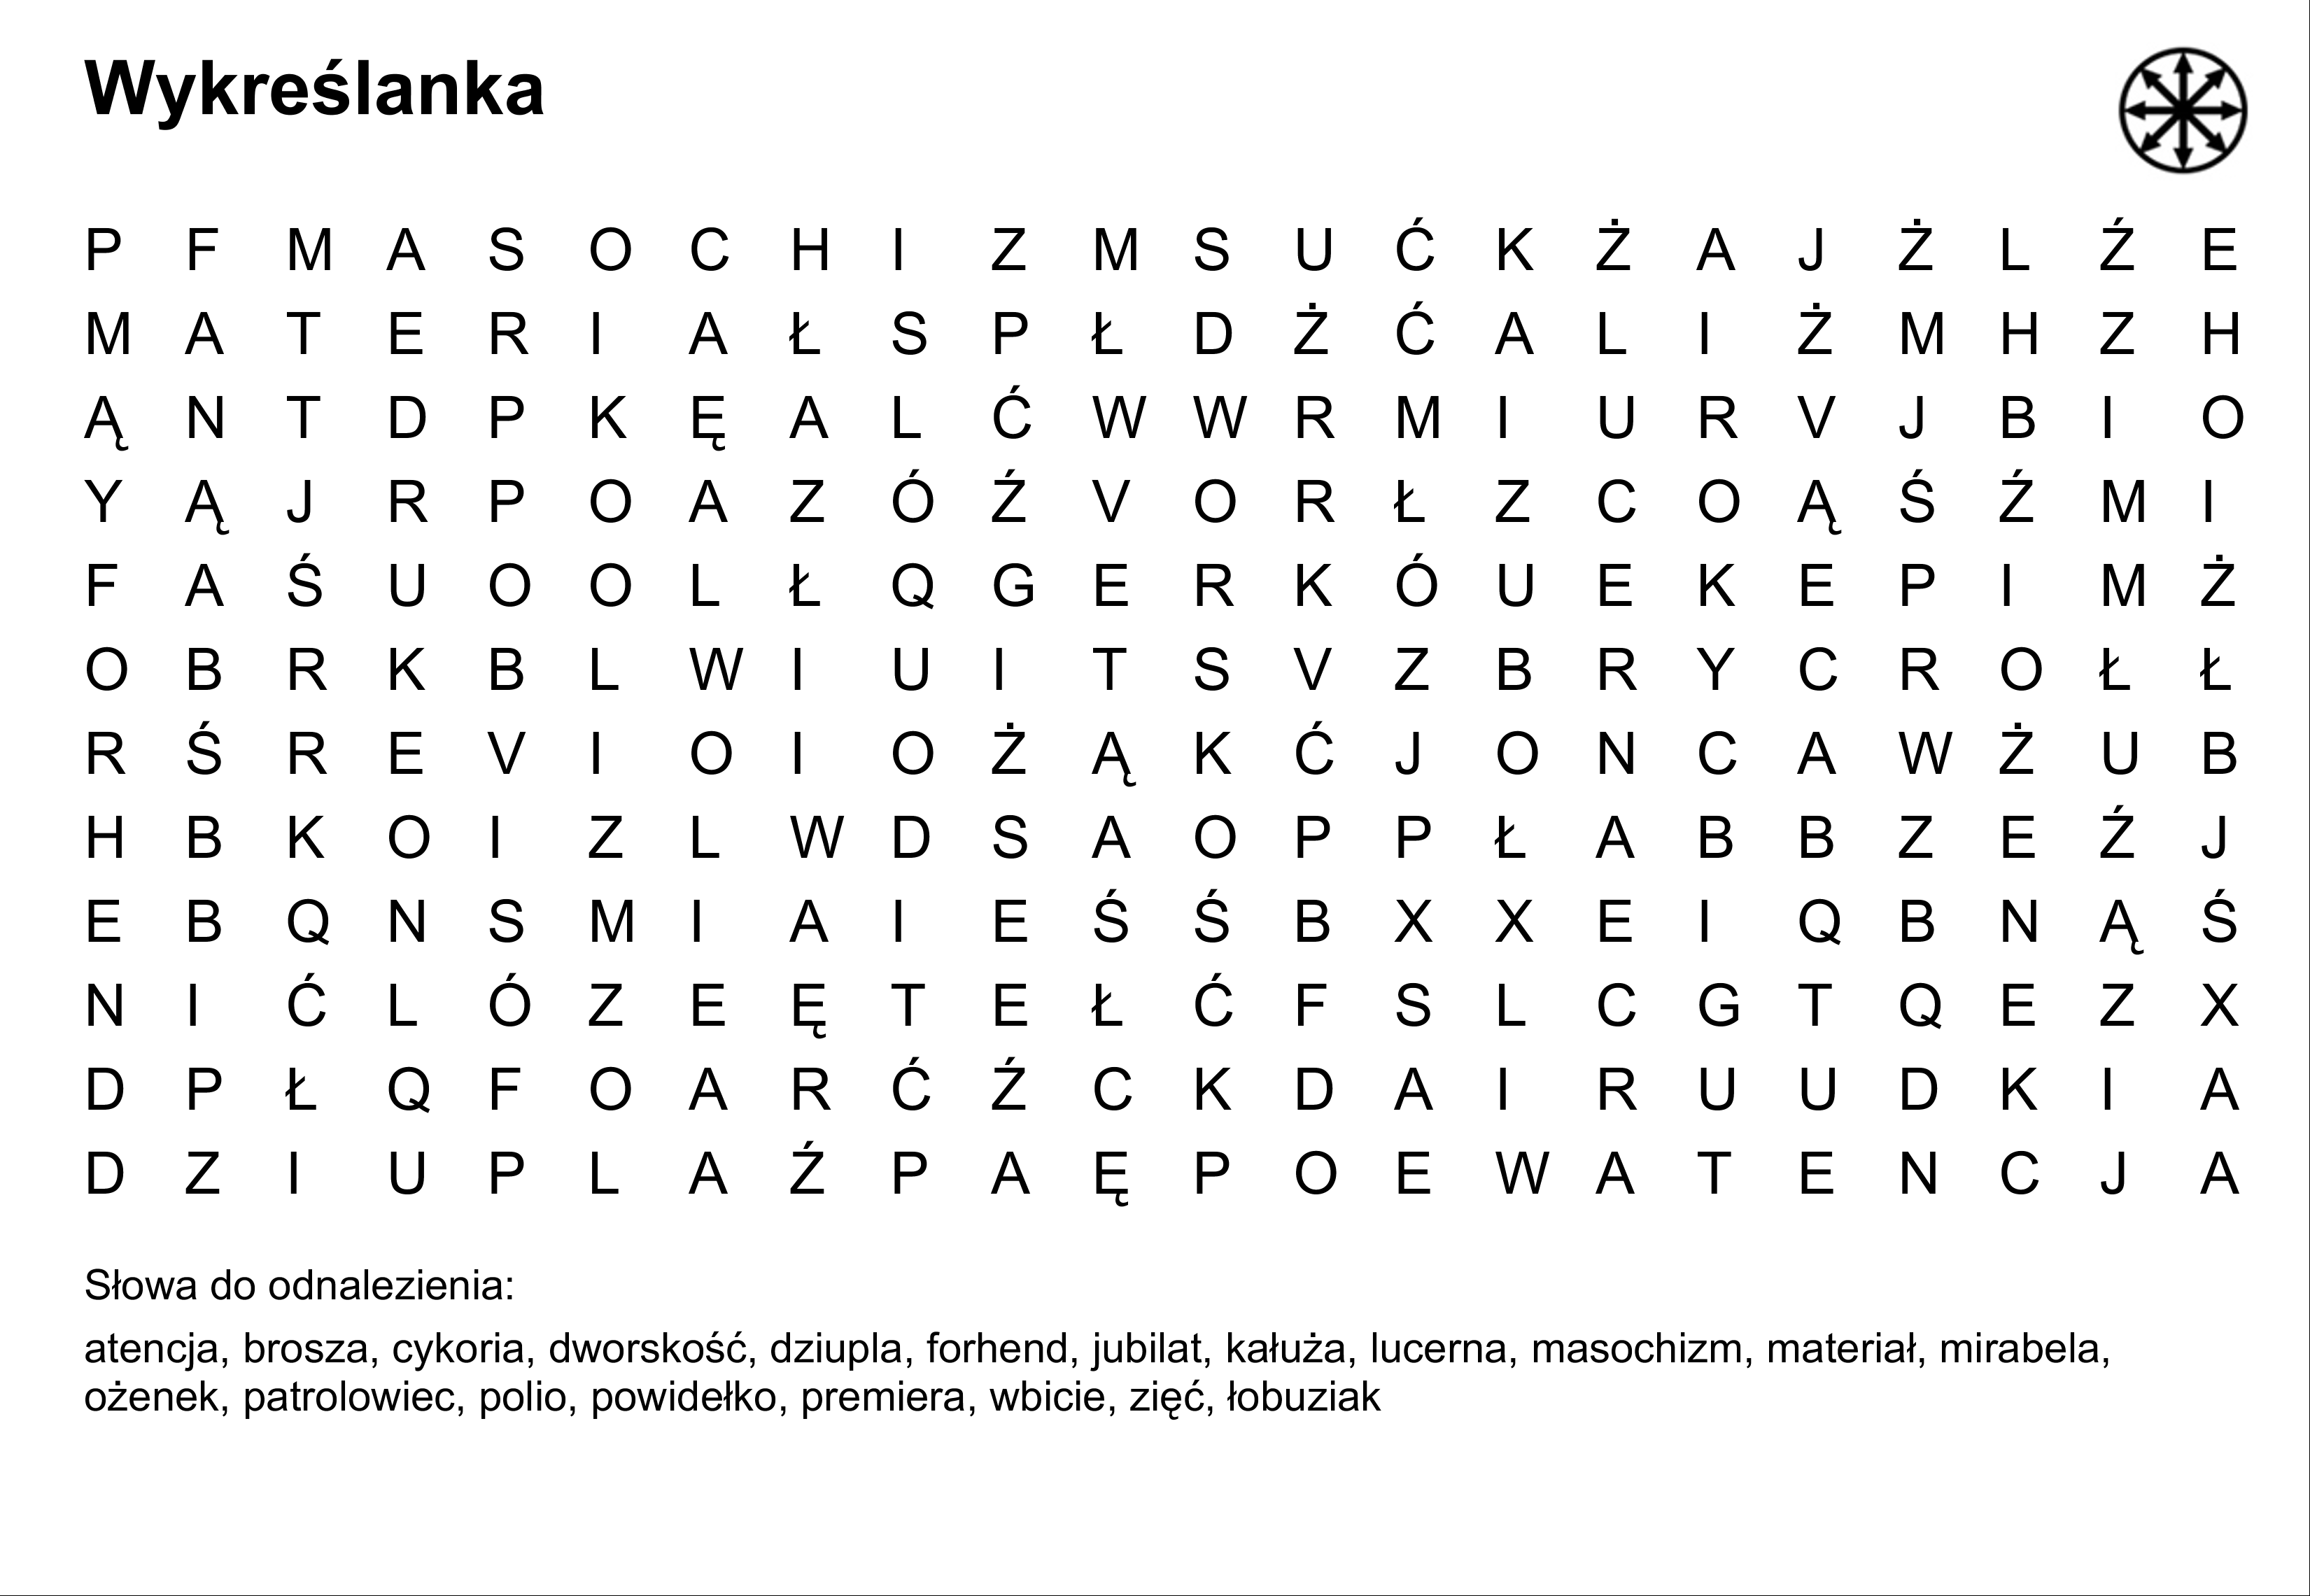 Wykreślanka
P F M A S O C H I Z M S U Ć K Ż A J Ż L Ź E
M A T E R I A Ł S P Ł D Ż Ć A L I Ż M H Z H
Ą N T D P K Ę A L Ć W W R M I U R V J B I O
Y Ą J R P O A Z Ó Ź V O R Ł Z C O Ą Ś Ź M I
F A Ś U O O L Ł Q G E R K Ó U E K E P I M Ż
O B R K B L W I U I T S V Z B R Y C R O Ł Ł
R Ś R E V I O I O Ż Ą K Ć J O N C A W Ż U B
H B K O I Z L W D S A O P P Ł A B B Z E Ź J
E B Q N S M I A I E Ś Ś B X X E I Q B N Ą Ś
N I Ć L Ó Z E Ę T E Ł Ć F S L C G T Q E Z X
D P Ł Q F O A R Ć Ź C K D A I R U U D K I A
D Z I U P L A Ź P A Ę P O E W A T E N C J A
Słowa do odnalezienia:
atencja, brosza, cykoria, dworskość, dziupla, forhend, jubilat, kałuża, lucerna, masochizm, materiał, mirabela,
ożenek, patrolowiec, polio, powidełko, premiera, wbicie, zięć, łobuziak